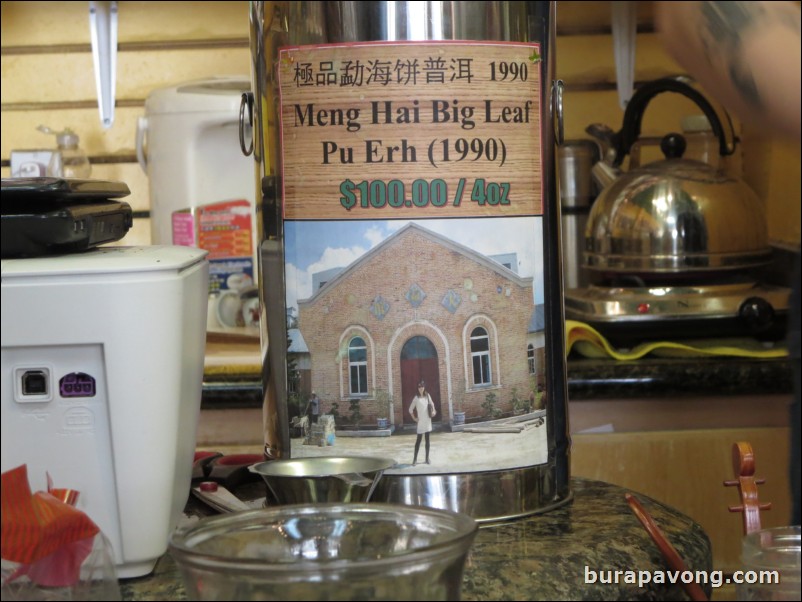 極品勐海饼普洱 1990
Meng Hai Big Leaf
Pu Erh (1990)
$100.00 / 4oz
burapavong.com